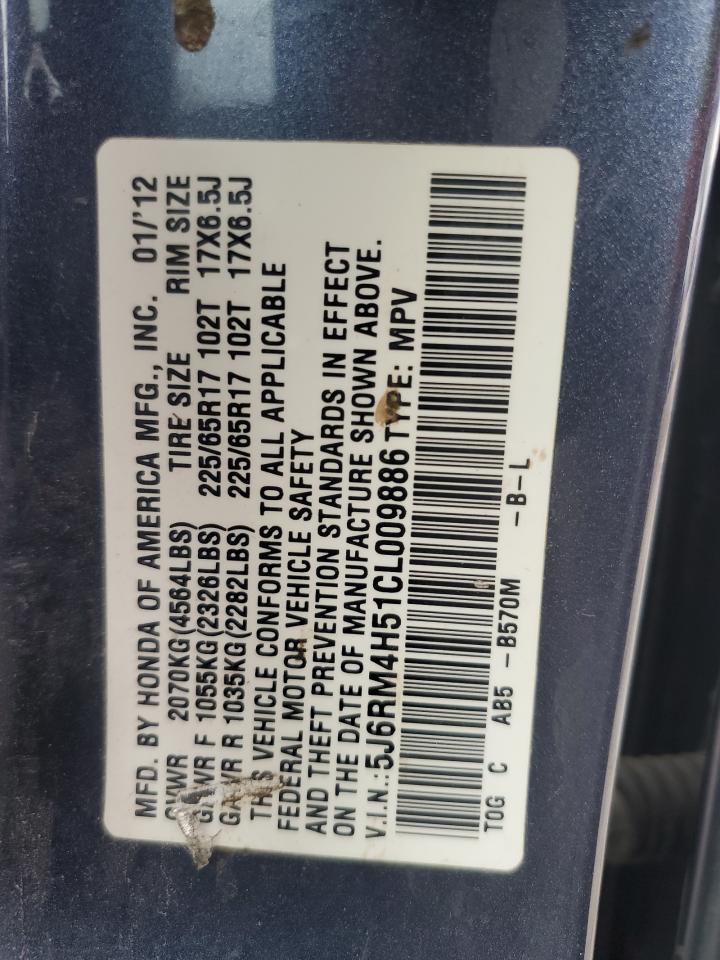 MFD. BY HONDA OF AMERICA MFG., INC. 01/'12
GVWR 2070KG(4564LBS) TIRE SIZE RIM SIZE
GAWR F 1055KG(2326LBS) 225/65R17 102T 17X6.5J
GAWR R 1035KG(2282LBS) 225/65R17 102T 17X6.5J
THIS VEHICLE CONFORMS TO ALL APPLICABLE
FEDERAL MOTOR VEHICLE SAFETY
AND THEFT PREVENTION STANDARDS IN EFFECT
ON THE DATE OF MANUFACTURE SHOWN ABOVE.
V.I.N.:5J6RM4H51CL009886 TYPE: MPV
TOG C AB5 -B570M -B-L